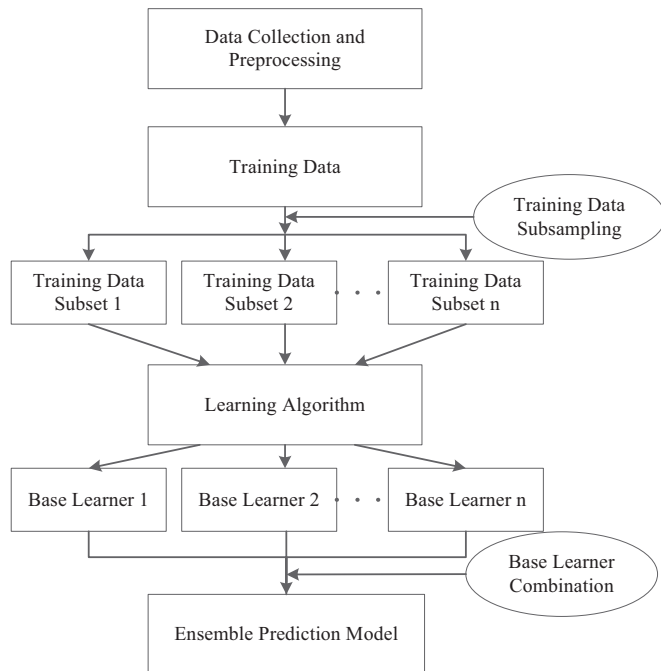 Data Collection and
Preprocessing
Training Data
Training Data
Subsampling
Training Data
Subset 1
Training Data
Subset 2
. . .
Training Data
Subset n
Learning Algorithm
Base Learner 1
Base Learner 2
. . .
Base Learner n
Base Learner
Combination
Ensemble Prediction Model